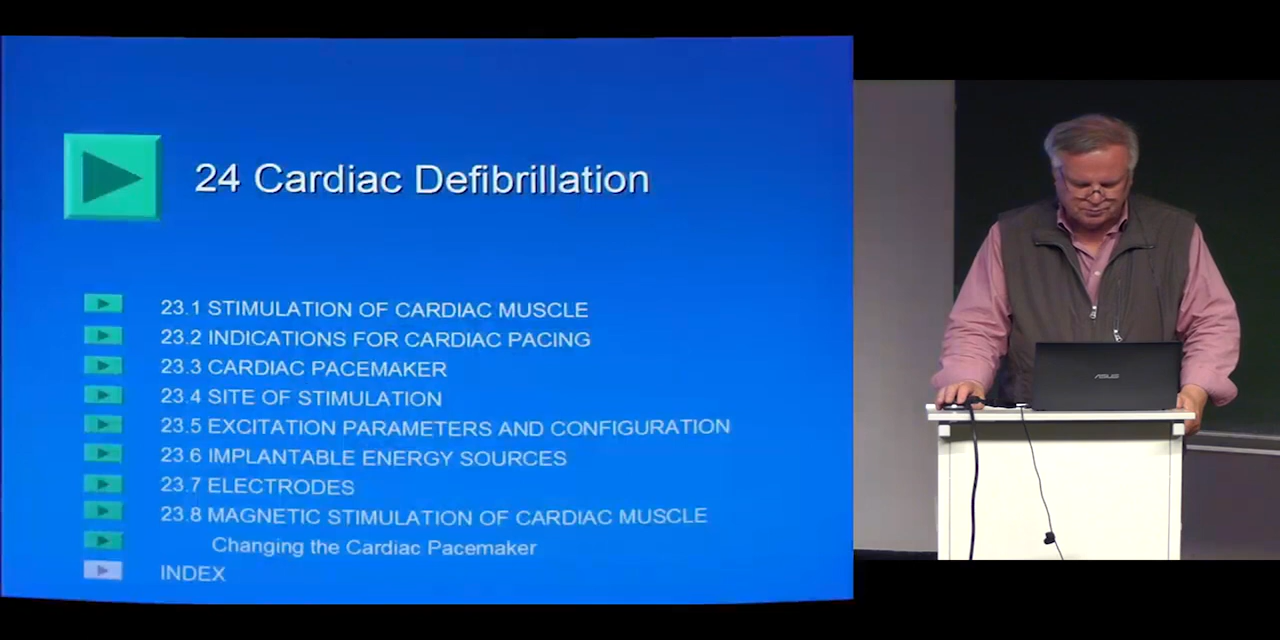 24 Cardiac Defibrillation
23.1 STIMULATION OF CARDIAC MUSCLE
23.2 INDICATIONS FOR CARDIAC PACING
23.3 CARDIAC PACEMAKER
23.4 SITE OF STIMULATION
23.5 EXCITATION PARAMETERS AND CONFIGURATION
23.6 IMPLANTABLE ENERGY SOURCES
23.7 ELECTRODES
23.8 MAGNETIC STIMULATION OF CARDIAC MUSCLE
Changing the Cardiac Pacemaker
INDEX
ASUS